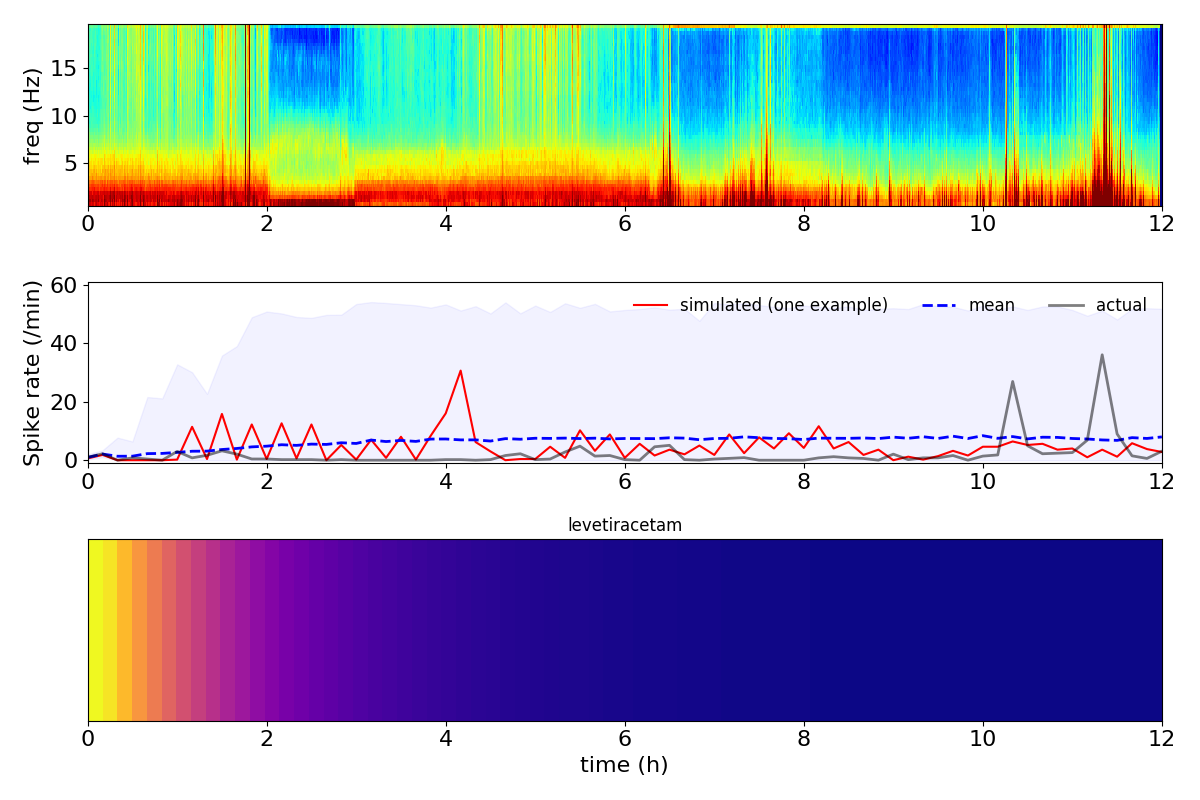 freq (Hz)
15
10
5
0 2 4 6 8 10 12
Spike rate (/min)
60
40
20
0
simulated (one example) mean actual
0 2 4 6 8 10 12
levetiracetam
0 2 4 6 8 10 12
time (h)